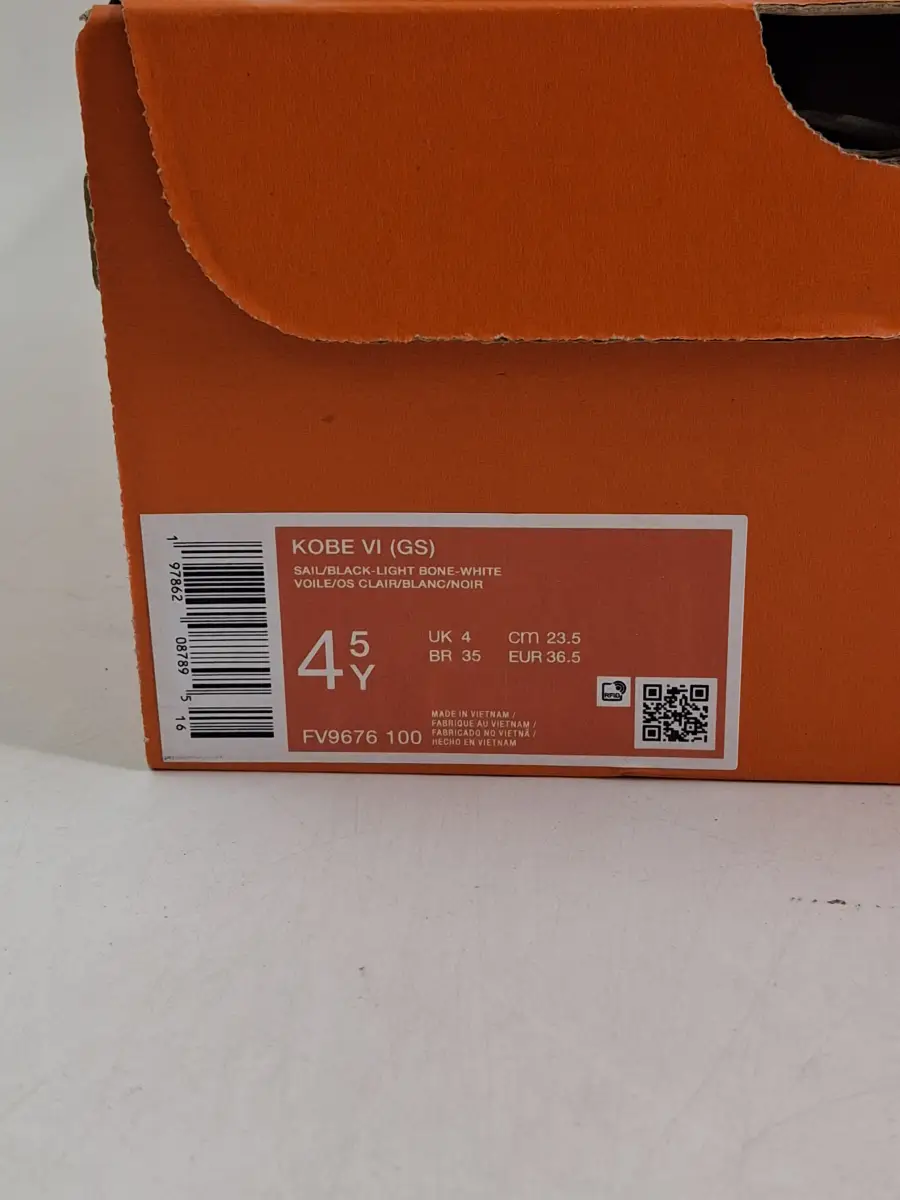 1 97862 08789 5 16
KOBE VI (GS)
SAIL/BLACK-LIGHT BONE-WHITE
VOILE/OS CLAIR/BLANC/NOIR
4 5 Y
UK 4 cm 23.5
BR 35 EUR 36.5
RFID
FV9676 100
MADE IN VIETNAM /
FABRIQUE AU VIETNAM /
FABRICADO NO VIETNÃ /
HECHO EN VIETNAM